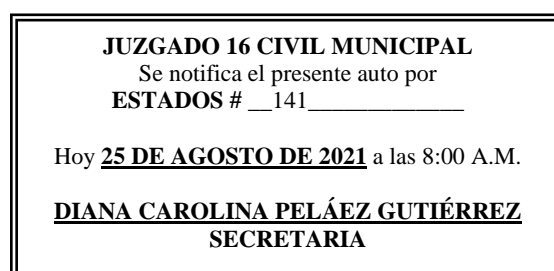 JUZGADO 16 CIVIL MUNICIPAL
Se notifica el presente auto por
ESTADOS # __141_____________
Hoy 25 DE AGOSTO DE 2021 a las 8:00 A.M.
DIANA CAROLINA PELÁEZ GUTIÉRREZ
SECRETARIA